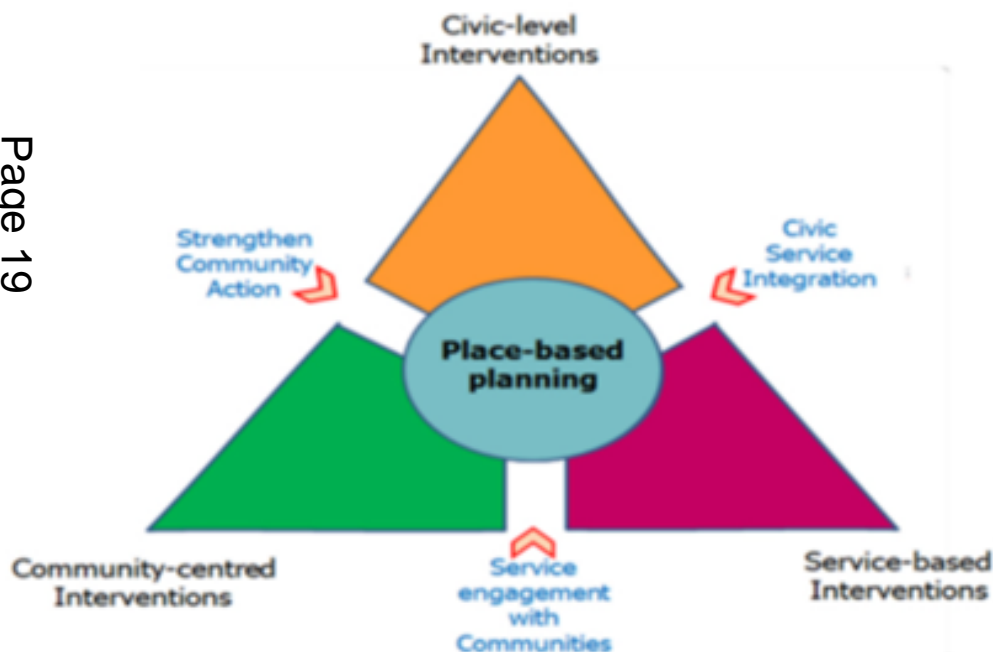 Civic-level
Interventions
Page 19
Strengthen
Community
Action
Civic
Service
Integration
Place-based
planning
Community-centred
Interventions
Service
engagement
with
Communities
Service-based
Interventions